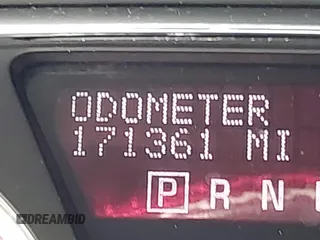 ODOMETER
171361 MI
P R N
DREAMBID